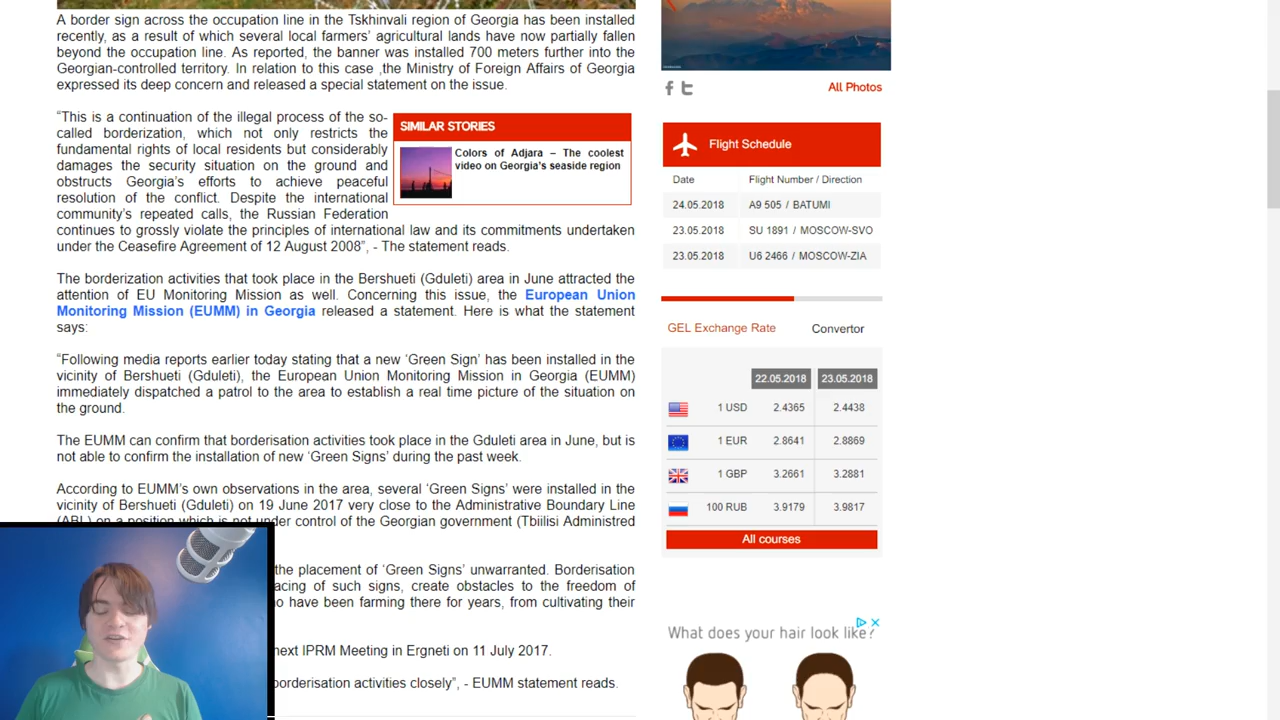 A border sign across the occupation line in the Tskhinvali region of Georgia has been installed
recently, as a result of which several local farmers' agricultural lands have now partially fallen
beyond the occupation line. As reported, the banner was installed 700 meters further into the
Georgian-controlled territory. In relation to this case ,the Ministry of Foreign Affairs of Georgia
expressed its deep concern and released a special statement on the issue.
“This is a continuation of the illegal process of the so-
called borderization, which not only restricts the
fundamental rights of local residents but considerably
damages the security situation on the ground and
obstructs Georgia's efforts to achieve peaceful
resolution of the conflict. Despite the international
community's repeated calls, the Russian Federation
continues to grossly violate the principles of international law and its commitments undertaken
under the Ceasefire Agreement of 12 August 2008”, - The statement reads.
SIMILAR STORIES
Colors of Adjara – The coolest
video on Georgia's seaside region
The borderization activities that took place in the Bershueti (Gduleti) area in June attracted the
attention of EU Monitoring Mission as well. Concerning this issue, the European Union
Monitoring Mission (EUMM) in Georgia released a statement. Here is what the statement
says:
“Following media reports earlier today stating that a new ‘Green Sign’ has been installed in the
vicinity of Bershueti (Gduleti), the European Union Monitoring Mission in Georgia (EUMM)
immediately dispatched a patrol to the area to establish a real time picture of the situation on
the ground.
The EUMM can confirm that borderisation activities took place in the Gduleti area in June, but is
not able to confirm the installation of new ‘Green Signs’ during the past week.
According to EUMM's own observations in the area, several ‘Green Signs’ were installed in the
vicinity of Bershueti (Gduleti) on 19 June 2017 very close to the Administrative Boundary Line
(ABL) on a position which is not under control of the Georgian government (Tbiilisi Administred
the placement of ‘Green Signs’ unwarranted. Borderisation
of such signs, create obstacles to the freedom of
have been farming there for years, from cultivating their
next IPRM Meeting in Ergneti on 11 July 2017.
borderisation activities closely”, - EUMM statement reads.
All Photos
Flight Schedule
Date Flight Number / Direction
24.05.2018 A9 505 / BATUMI
23.05.2018 SU 1891 / MOSCOW-SVO
23.05.2018 U6 2466 / MOSCOW-ZIA
GEL Exchange Rate Convertor
22.05.2018 23.05.2018
1 USD 2.4365 2.4438
1 EUR 2.8641 2.8869
1 GBP 3.2661 3.2881
100 RUB 3.9179 3.9817
All courses
What does your hair look like?